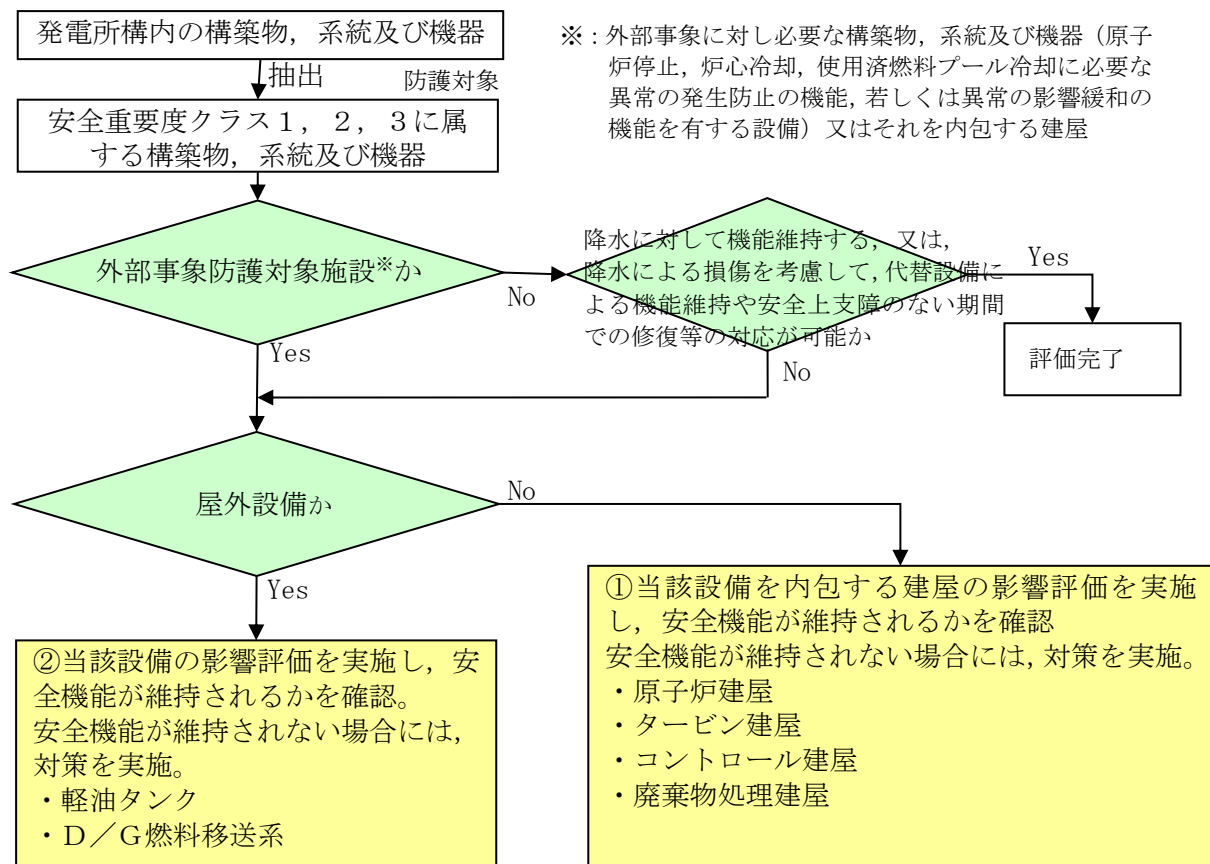 発電所構内の構築物，系統及び機器
抽出
防護対象
安全重要度クラス１，２，３に属
する構築物，系統及び機器
※：外部事象に対し必要な構築物，系統及び機器（原子
炉停止，炉心冷却，使用済燃料プール冷却に必要な
異常の発生防止の機能，若しくは異常の影響緩和の
機能を有する設備）又はそれを内包する建屋
外部事象防護対象施設※か
No
Yes
降水に対して機能維持する，又は，
降水による損傷を考慮して，代替設備に
よる機能維持や安全上支障のない期間
での修復等の対応が可能か
Yes
No
評価完了
屋外設備か
No
Yes
②当該設備の影響評価を実施し，安
全機能が維持されるかを確認。
安全機能が維持されない場合には，
対策を実施。
・軽油タンク
・Ｄ／Ｇ燃料移送系
①当該設備を内包する建屋の影響評価を実施
し，安全機能が維持されるかを確認
安全機能が維持されない場合には，対策を実施。
・原子炉建屋
・タービン建屋
・コントロール建屋
・廃棄物処理建屋